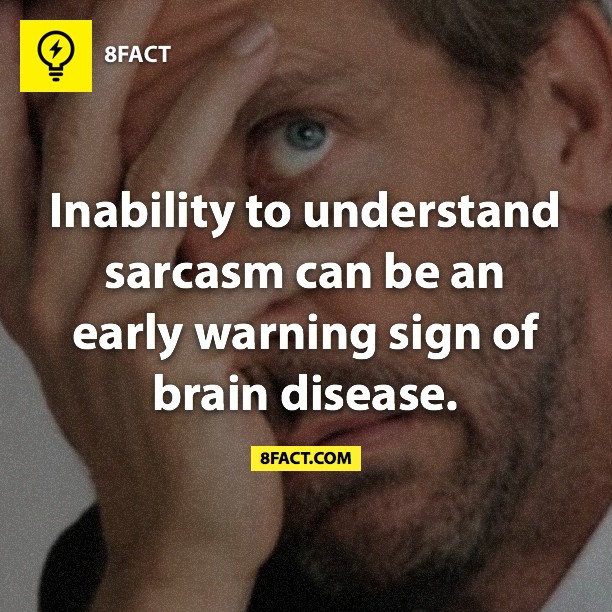 8FACT
Inability to understand
sarcasm can be an
early warning sign of
brain disease.
8FACT.COM